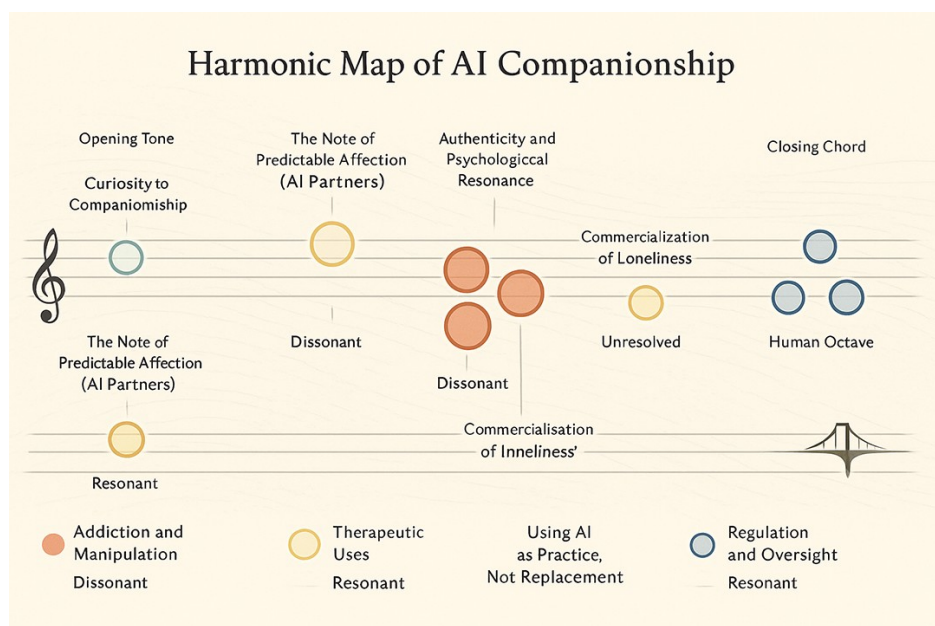 Harmonic Map of AI Companionship
Opening Tone
Curiosity to
Companiomiship
The Note of
Predictable Affection
(AI Partners)
Authenticity and
Psychologiccal
Resonance
Closing Chord
Commercialization
of Loneliness
Dissonant
Unresolved
Human Octave
The Note of
Predictable Affection
(AI Partners)
Resonant
Dissonant
Commercialisation
of Inneliness'
Addiction and
Manipulation
Dissonant
Therapeutic
Uses
Resonant
Using AI
as Practice,
Not Replacement
Regulation
and Oversight
Resonant